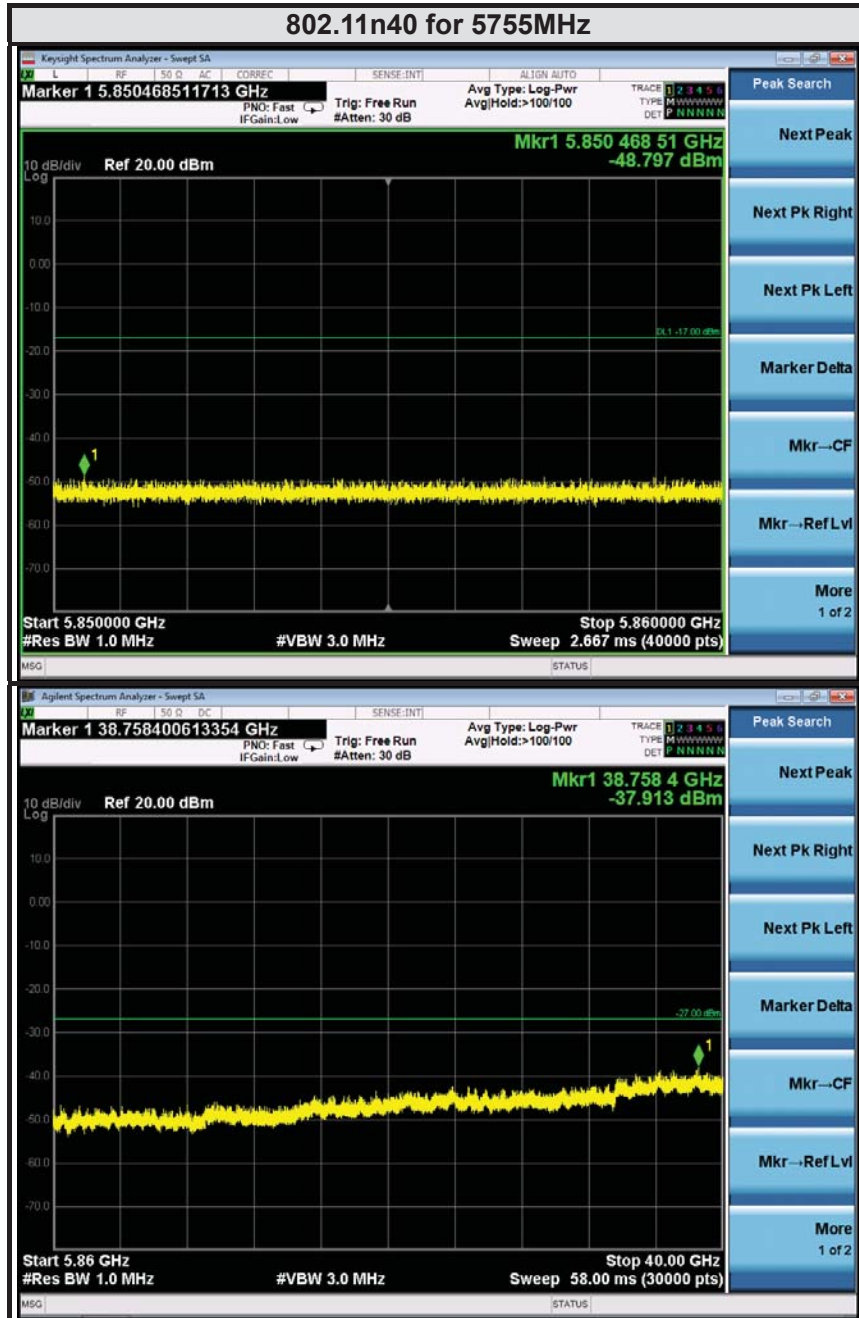 802.11n40 for 5755MHz
Keysight Spectrum Analyzer - Swept SA
LXI L RF 50 Ω AC CORREC SENSE:INT ALIGN AUTO
Marker 1 5.850468511713 GHz
PNO: Fast
IFGain:Low
Trig: Free Run
#Atten: 30 dB
Avg Type: Log-Pwr
Avg|Hold:>100/100
TRACE 1 2 3 4 5 6
TYPE M WWWWW
DET P N N N N N
Mkr1 5.850 468 51 GHz
-48.797 dBm
10 dB/div
Log
Ref 20.00 dBm
10.0
0.00
-10.0
DL1 -17.00 dBm
-20.0
-30.0
-40.0
1
-50.0
-60.0
-70.0
Start 5.850000 GHz
Stop 5.860000 GHz
#Res BW 1.0 MHz
#VBW 3.0 MHz
Sweep 2.667 ms (40000 pts)
MSG
STATUS
Peak Search
Next Peak
Next Pk Right
Next Pk Left
Marker Delta
Mkr→CF
Mkr→Ref Lvl
More
1 of 2
Agilent Spectrum Analyzer - Swept SA
LXI RF 50 Ω DC SENSE:INT
Marker 1 38.758400613354 GHz
PNO: Fast
IFGain:Low
Trig: Free Run
#Atten: 30 dB
Avg Type: Log-Pwr
Avg|Hold:>100/100
TRACE 1 2 3 4 5 6
TYPE M WWWWW
DET P N N N N N
Mkr1 38.758 4 GHz
-37.913 dBm
10 dB/div
Log
Ref 20.00 dBm
10.0
0.00
-10.0
-20.0
-27.00 dBm
-30.0
1
-40.0
-50.0
-60.0
-70.0
Start 5.86 GHz
Stop 40.00 GHz
#Res BW 1.0 MHz
#VBW 3.0 MHz
Sweep 58.00 ms (30000 pts)
MSG
STATUS
Peak Search
Next Peak
Next Pk Right
Next Pk Left
Marker Delta
Mkr→CF
Mkr→Ref Lvl
More
1 of 2